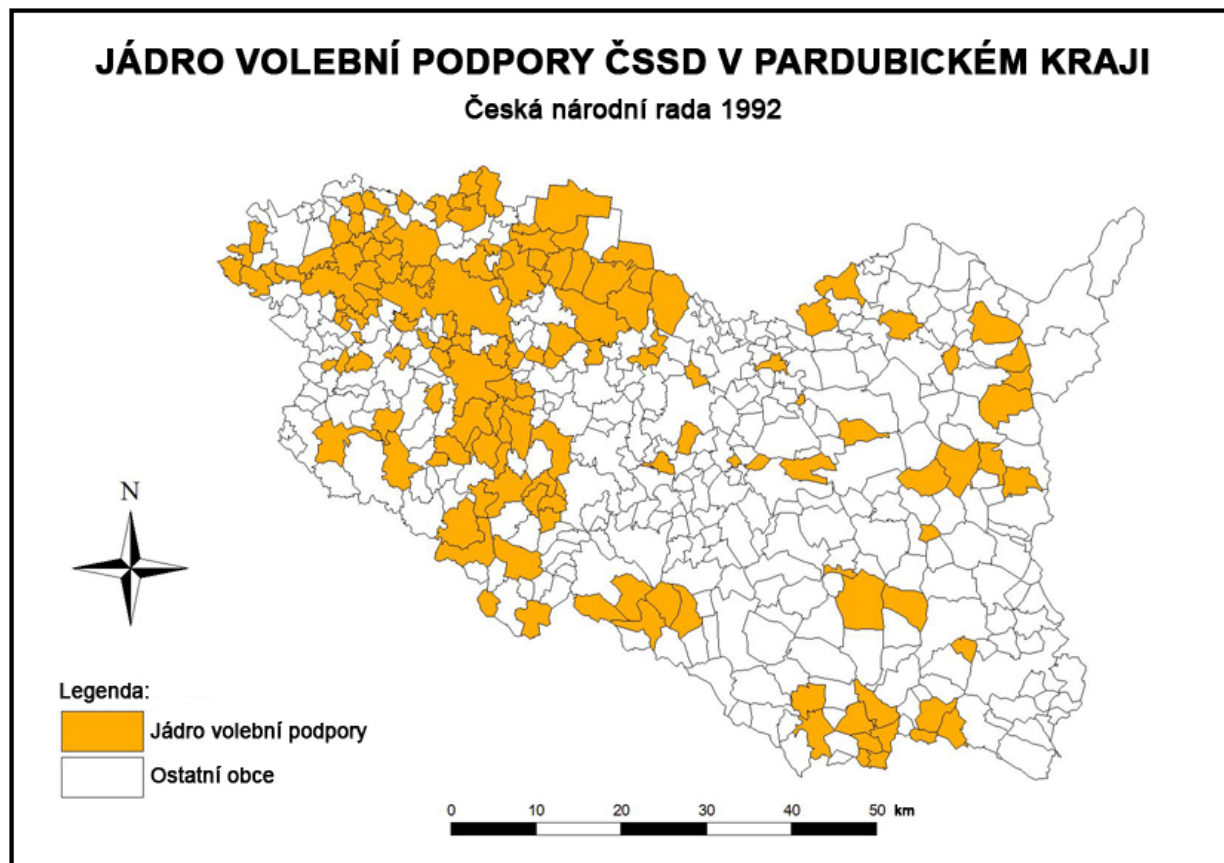 JÁDRO VOLEBNÍ PODPORY ČSSD V PARDUBICKÉM KRAJI
Česká národní rada 1992
N
Legenda:
Jádro volební podpory
Ostatní obce
0 10 20 30 40 50 km